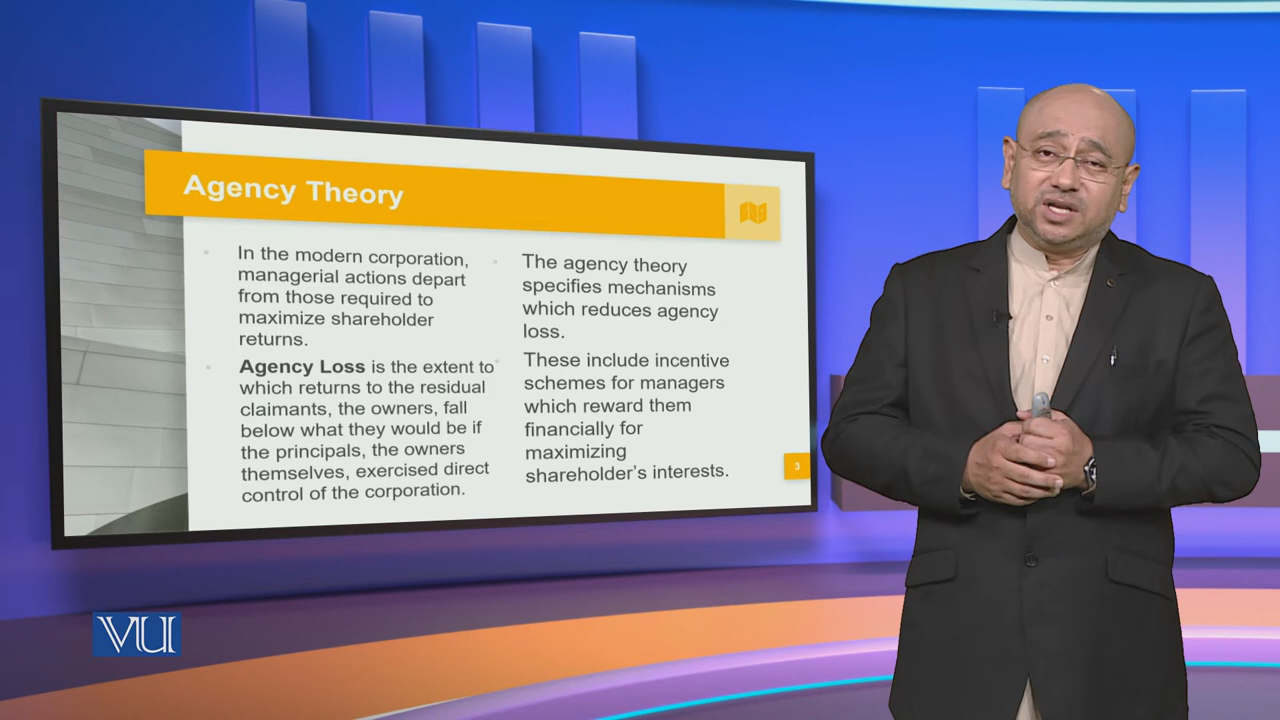 Agency Theory
In the modern corporation,
managerial actions depart
from those required to
maximize shareholder
returns.
Agency Loss is the extent to
which returns to the residual
claimants, the owners, fall
below what they would be if
the principals, the owners
themselves, exercised direct
control of the corporation.
The agency theory
specifies mechanisms
which reduces agency
loss.
These include incentive
schemes for managers
which reward them
financially for
maximizing
shareholder's interests.
3
VU